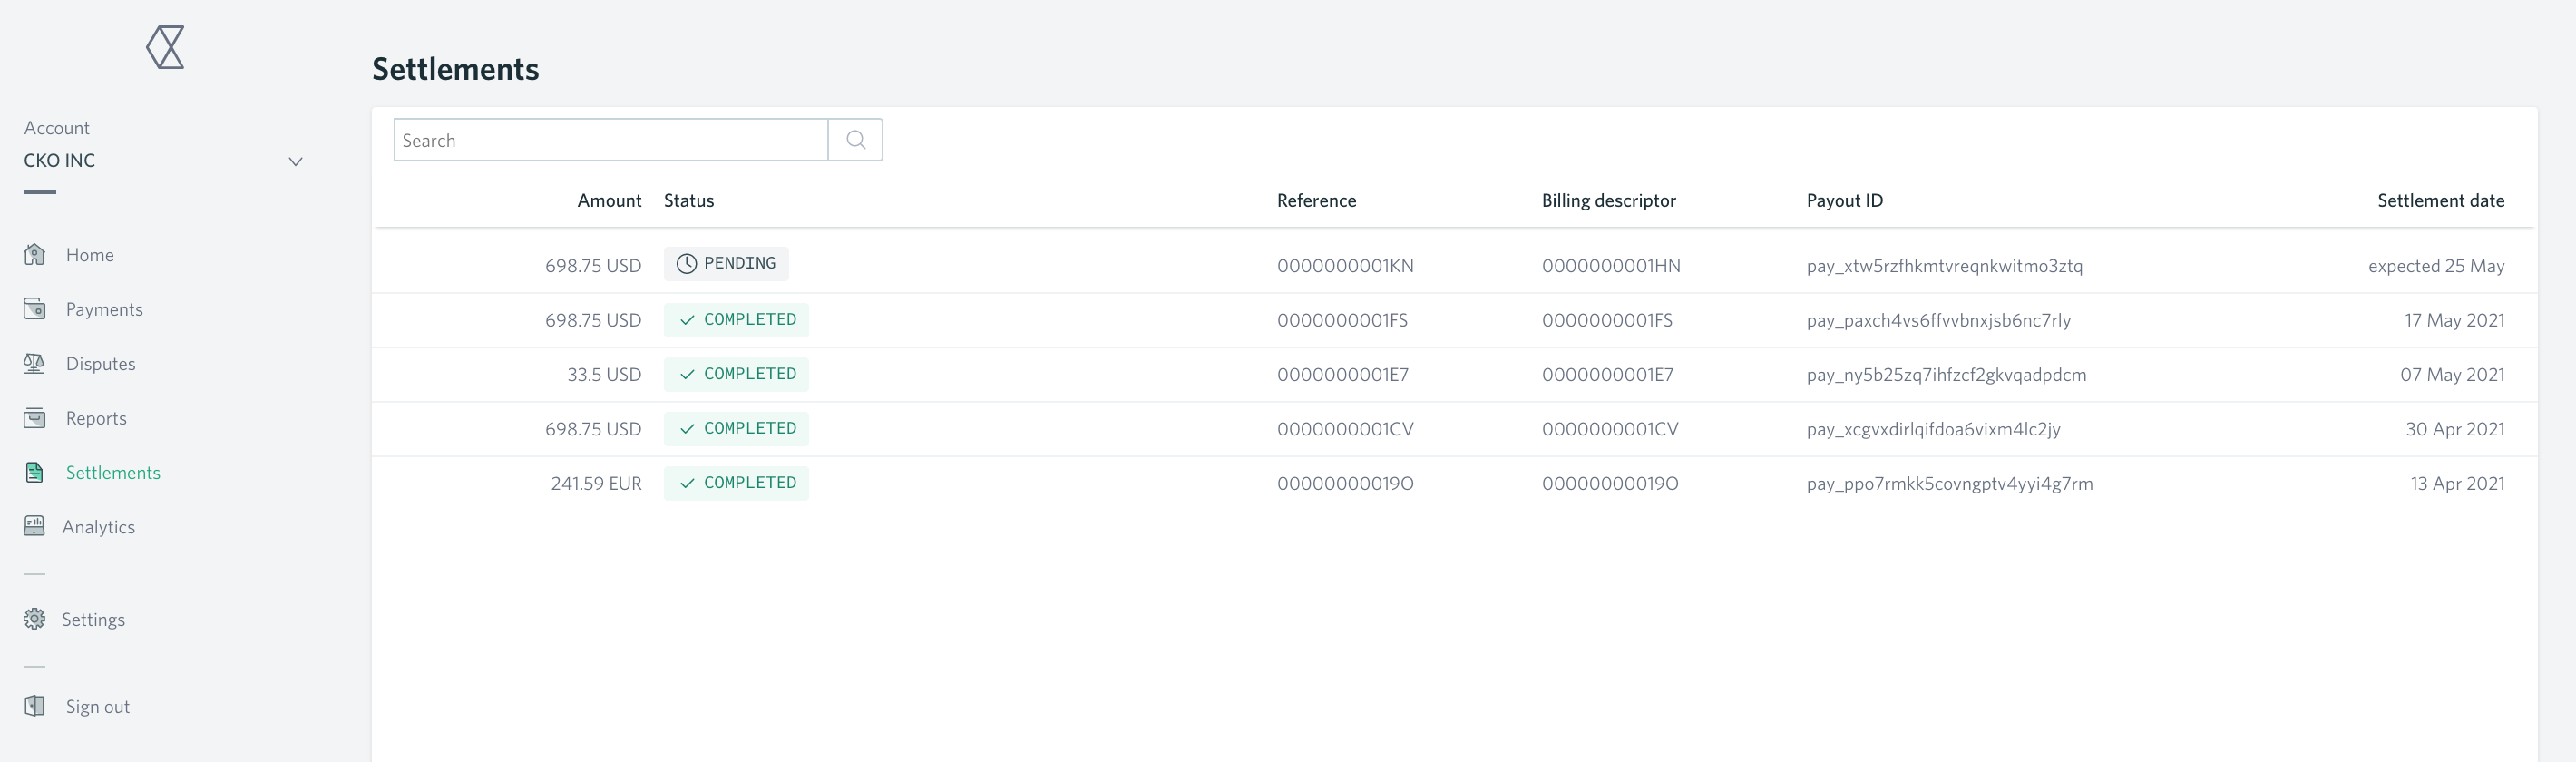 Account
CKO INC
Home
Payments
Disputes
Reports
Settlements
Analytics
Settings
Sign out
Settlements
Search
Amount Status Reference Billing descriptor Payout ID Settlement date
698.75 USD PENDING 0000000001KN 0000000001HN pay_xtw5rzfhkmtvreqnkwitmo3ztq expected 25 May
698.75 USD COMPLETED 0000000001FS 0000000001FS pay_paxch4vs6ffvvbnxjsb6nc7rly 17 May 2021
33.5 USD COMPLETED 0000000001E7 0000000001E7 pay_ny5b25zq7ihfzcf2gkvqadpdcm 07 May 2021
698.75 USD COMPLETED 0000000001CV 0000000001CV pay_xcgvxdirlqifdoa6vixm4lc2jy 30 Apr 2021
241.59 EUR COMPLETED 00000000019O 00000000019O pay_ppo7rmkk5covngptv4yyi4g7rm 13 Apr 2021